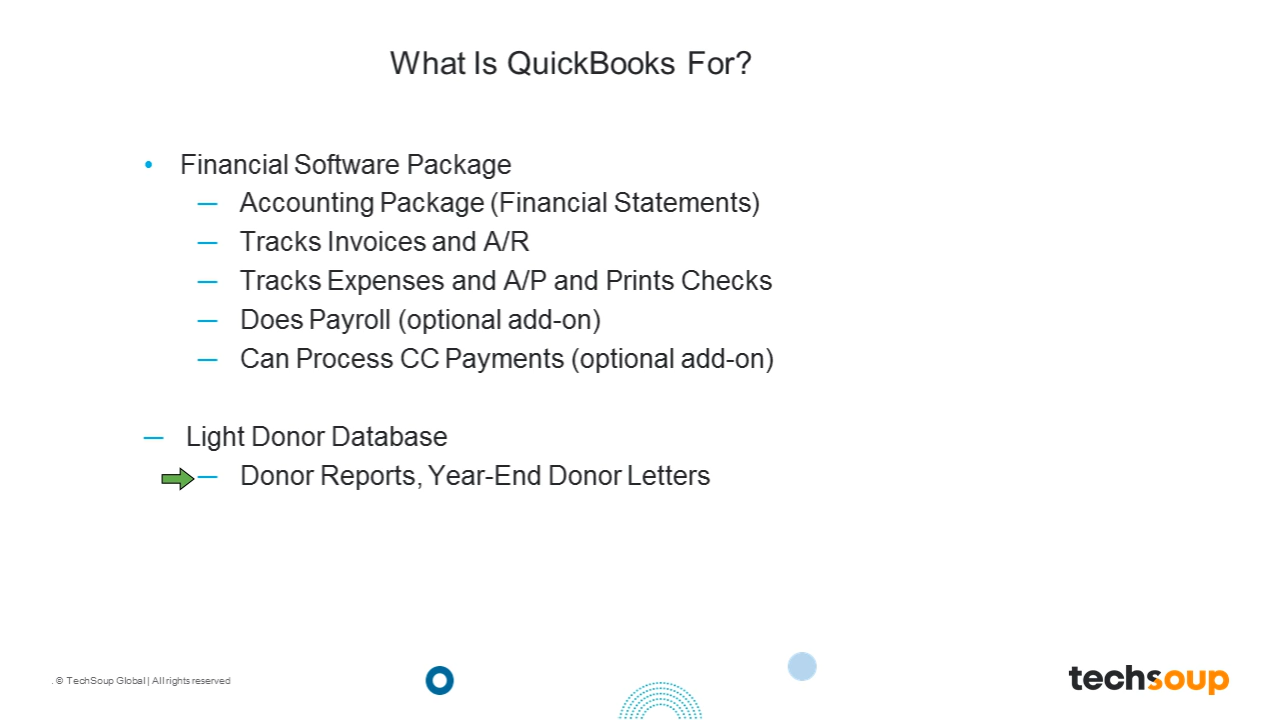 What Is QuickBooks For?
• Financial Software Package
— Accounting Package (Financial Statements)
— Tracks Invoices and A/R
— Tracks Expenses and A/P and Prints Checks
— Does Payroll (optional add-on)
— Can Process CC Payments (optional add-on)
— Light Donor Database
— Donor Reports, Year-End Donor Letters
. © TechSoup Global | All rights reserved
techsoup